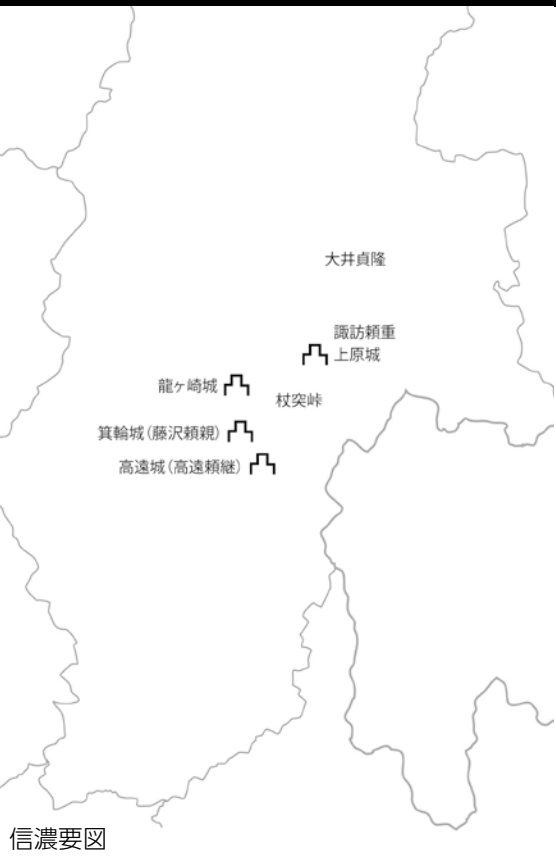 大井貞隆
諏訪頼重
上原城
龍ヶ崎城
杖突峠
箕輪城(藤沢頼親)
高遠城(高遠頼継)
信濃要図